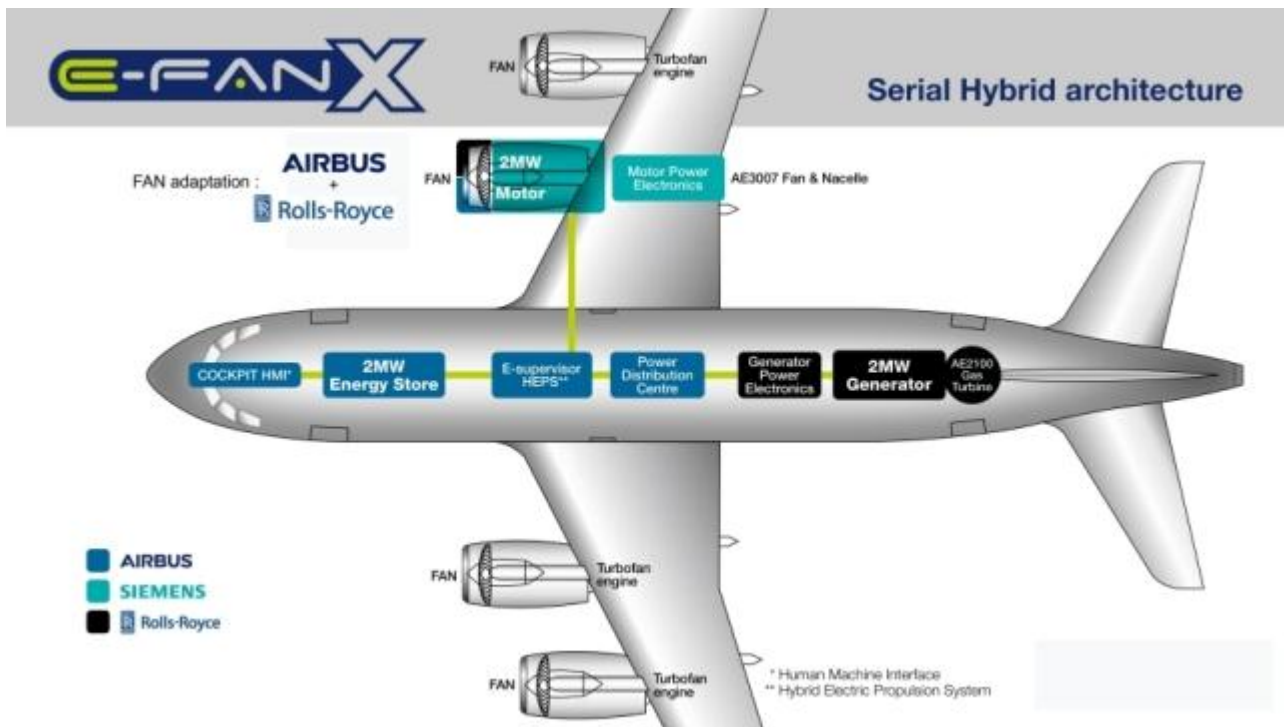 E-FAN X
Serial Hybrid architecture
FAN
Turbofan
engine
FAN adaptation :
AIRBUS
+
Rolls-Royce
FAN
2MW
Motor
Motor Power
Electronics
AE3007 Fan & Nacelle
COCKPIT HMI*
2MW
Energy Store
E-supervisor
HEPS**
Power
Distribution
Centre
Generator
Power
Electronics
2MW
Generator
AE2100
Gas
Turbine
AIRBUS
SIEMENS
Rolls-Royce
FAN
Turbofan
engine
FAN
Turbofan
engine
* Human Machine Interface
** Hybrid Electric Propulsion System